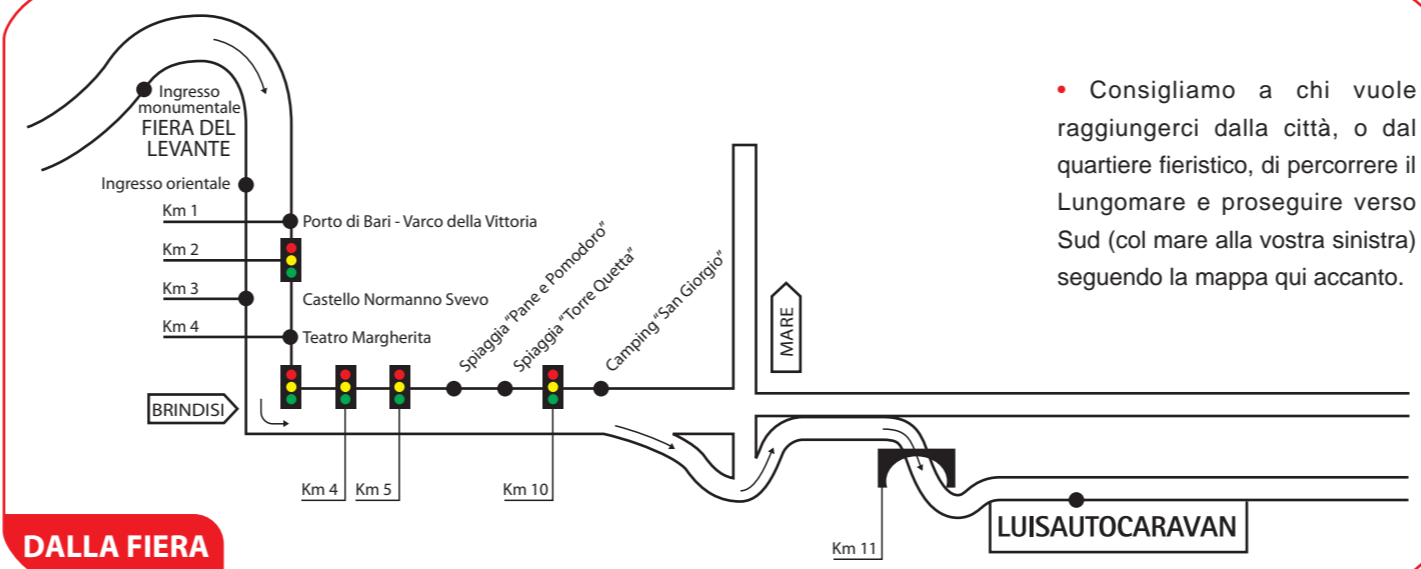 Ingresso
monumentale
FIERA DEL
LEVANTE
Ingresso orientale
Km 1
Porto di Bari - Varco della Vittoria
Km 2
Km 3
Castello Normanno Svevo
Km 4
Teatro Margherita
Spiaggia "Pane e Pomodoro"
Spiaggia "Torre Quetta"
Camping "San Giorgio"
MARE
BRINDISI
Km 4
Km 5
Km 10
Km 11
LUISAUTOCARAVAN
DALLA FIERA
• Consigliamo a chi vuole
raggiungerci dalla città, o dal
quartiere fieristico, di percorrere il
Lungomare e proseguire verso
Sud (col mare alla vostra sinistra)
seguendo la mappa qui accanto.